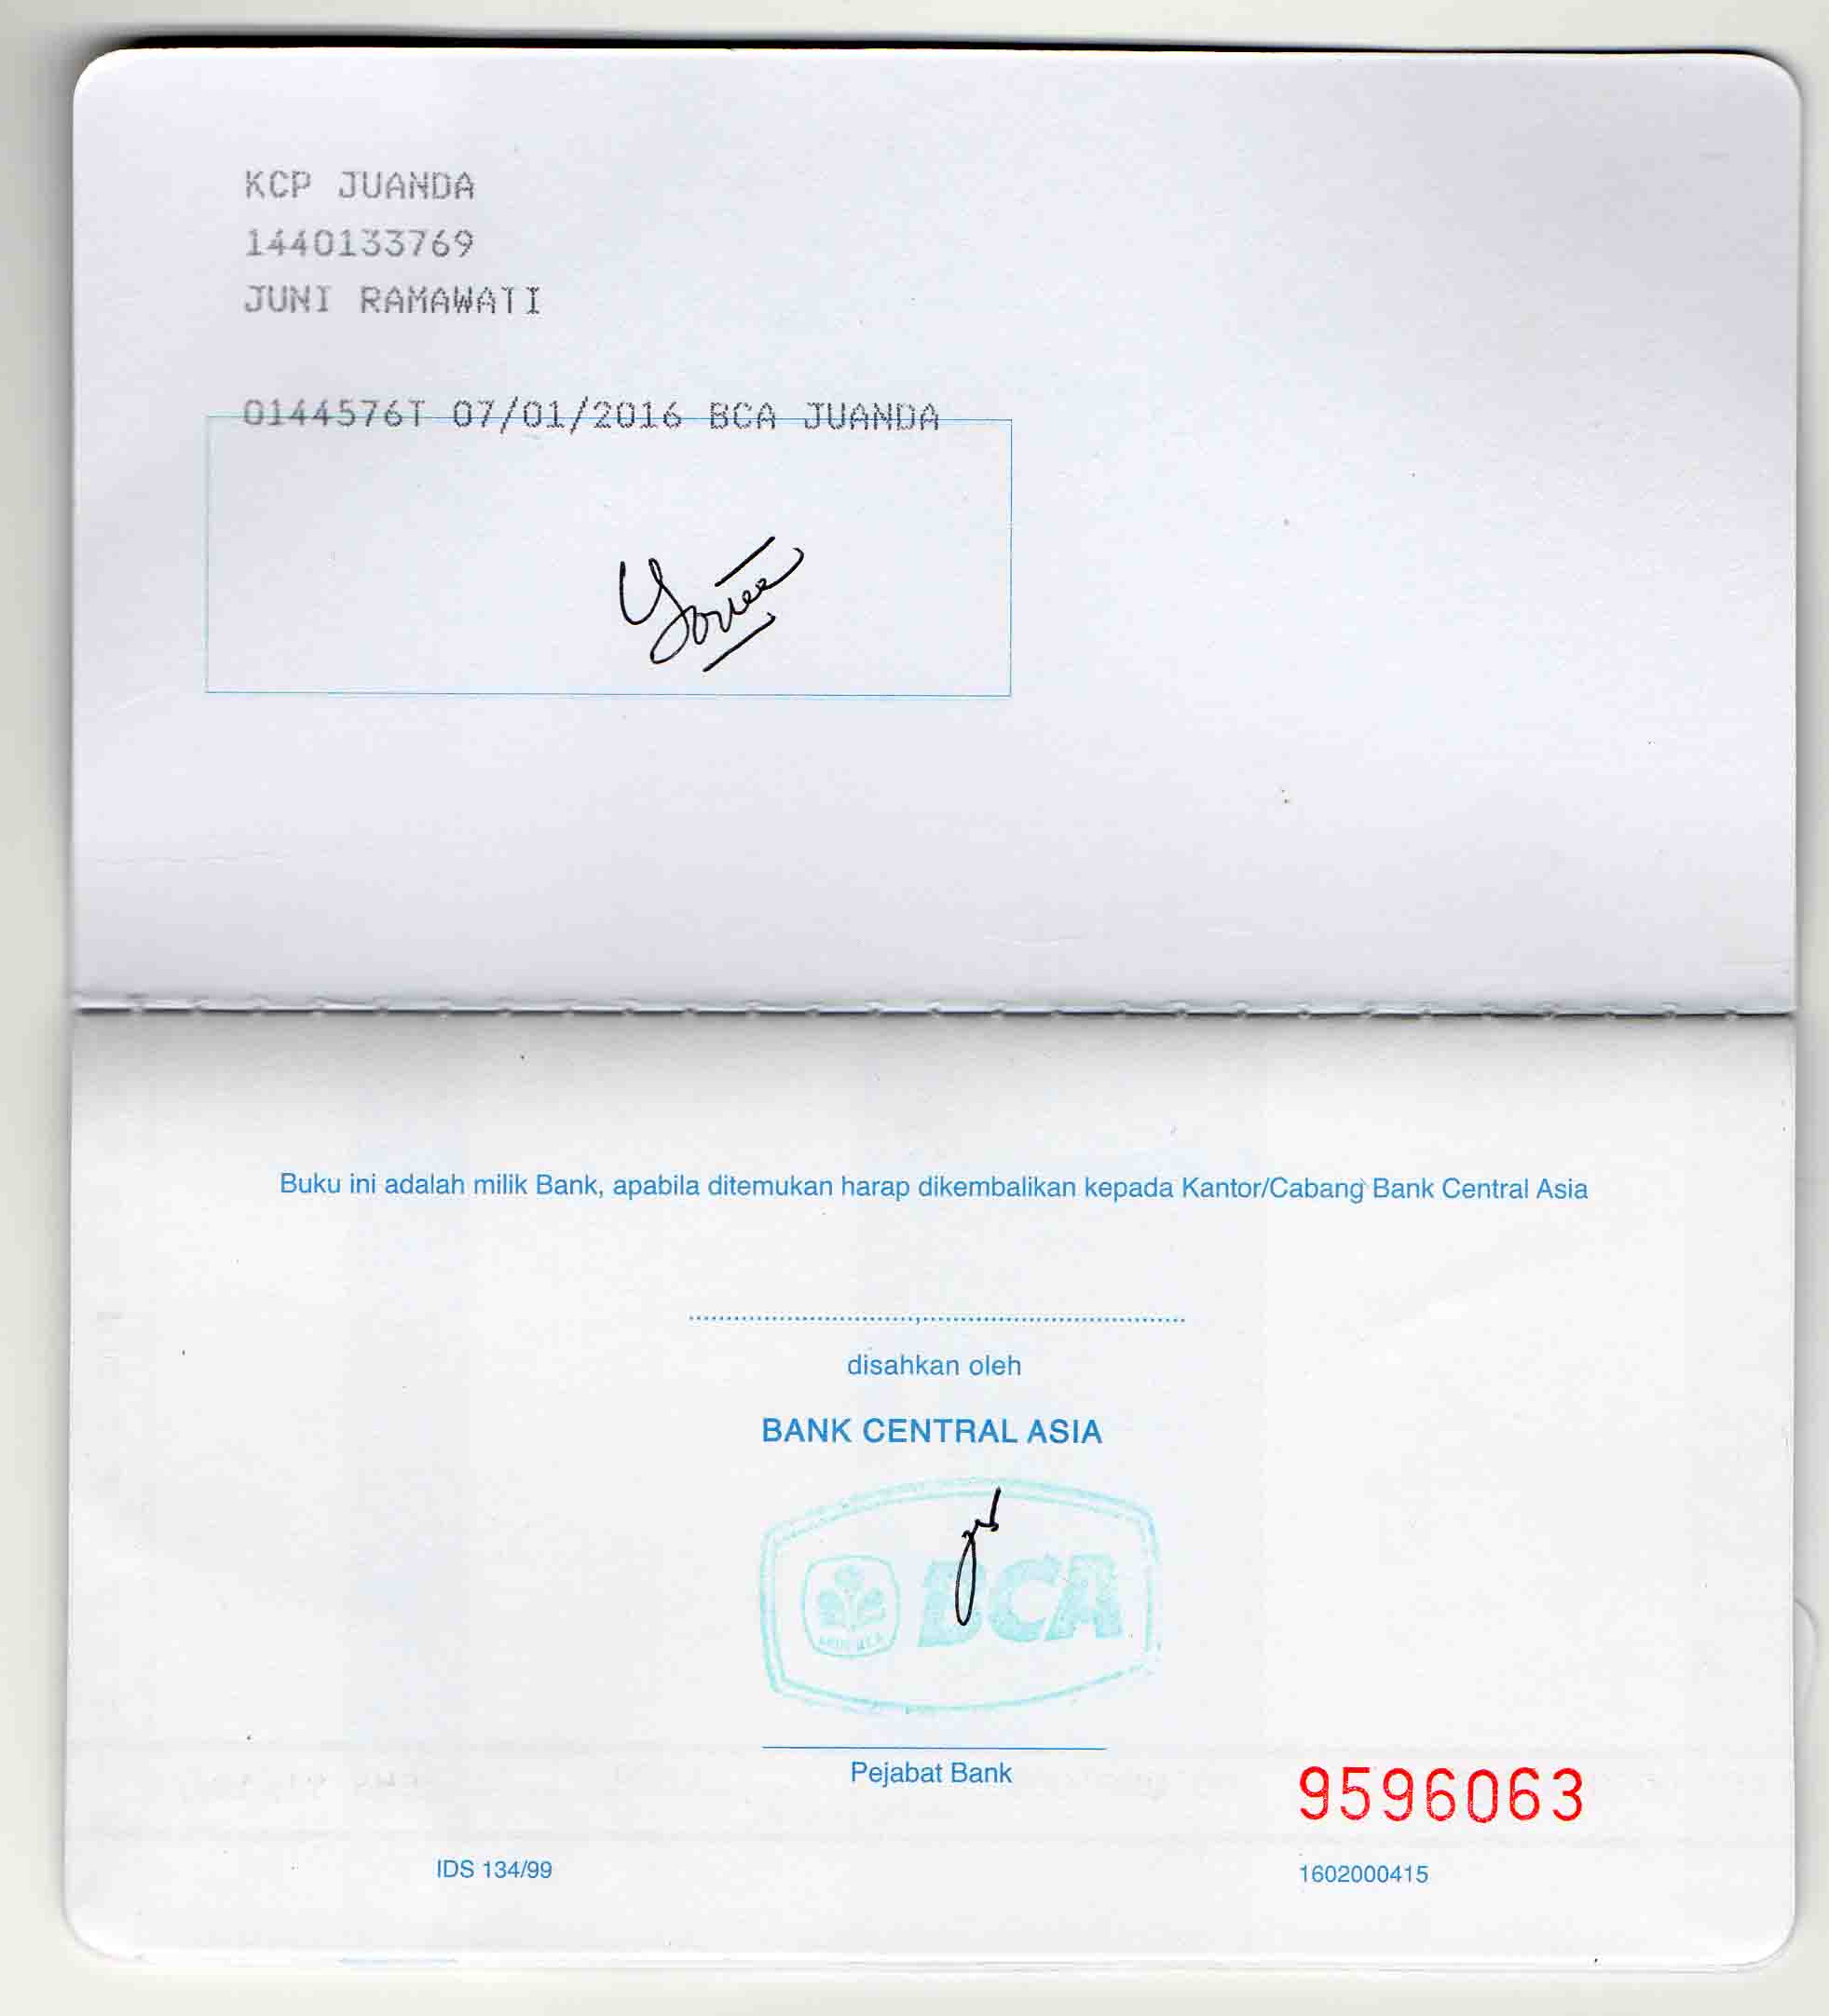 KCP JUANDA
1440133769
JUNI RAMAWATI
0144576T 07/01/2016 BCA JUANDA
Buku ini adalah milik Bank, apabila ditemukan harap dikembalikan kepada Kantor/Cabang Bank Central Asia
disahkan oleh
BANK CENTRAL ASIA
BCA
Pejabat Bank
9596063
IDS 134/99
1602000415